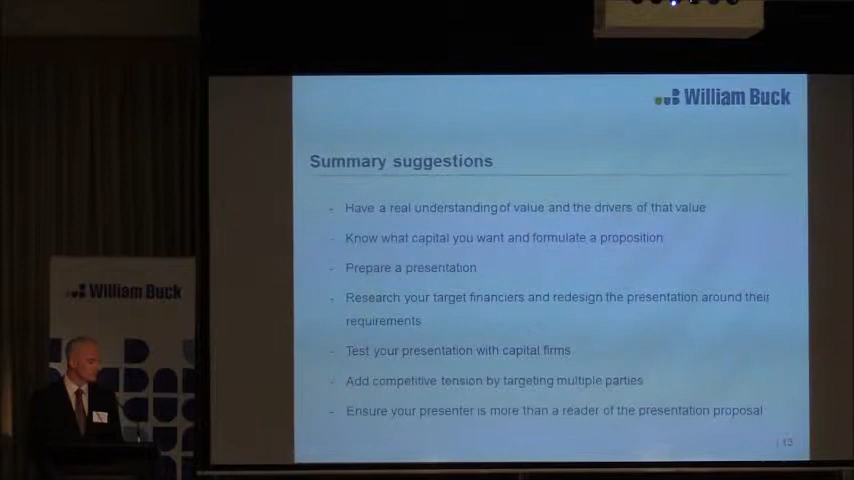 William Buck
Summary suggestions
- Have a real understanding of value and the drivers of that value
- Know what capital you want and formulate a proposition
- Prepare a presentation
- Research your target financiers and redesign the presentation around their
requirements
- Test your presentation with capital firms
- Add competitive tension by targeting multiple parties
- Ensure your presenter is more than a reader of the presentation proposal
| 13
William Buck